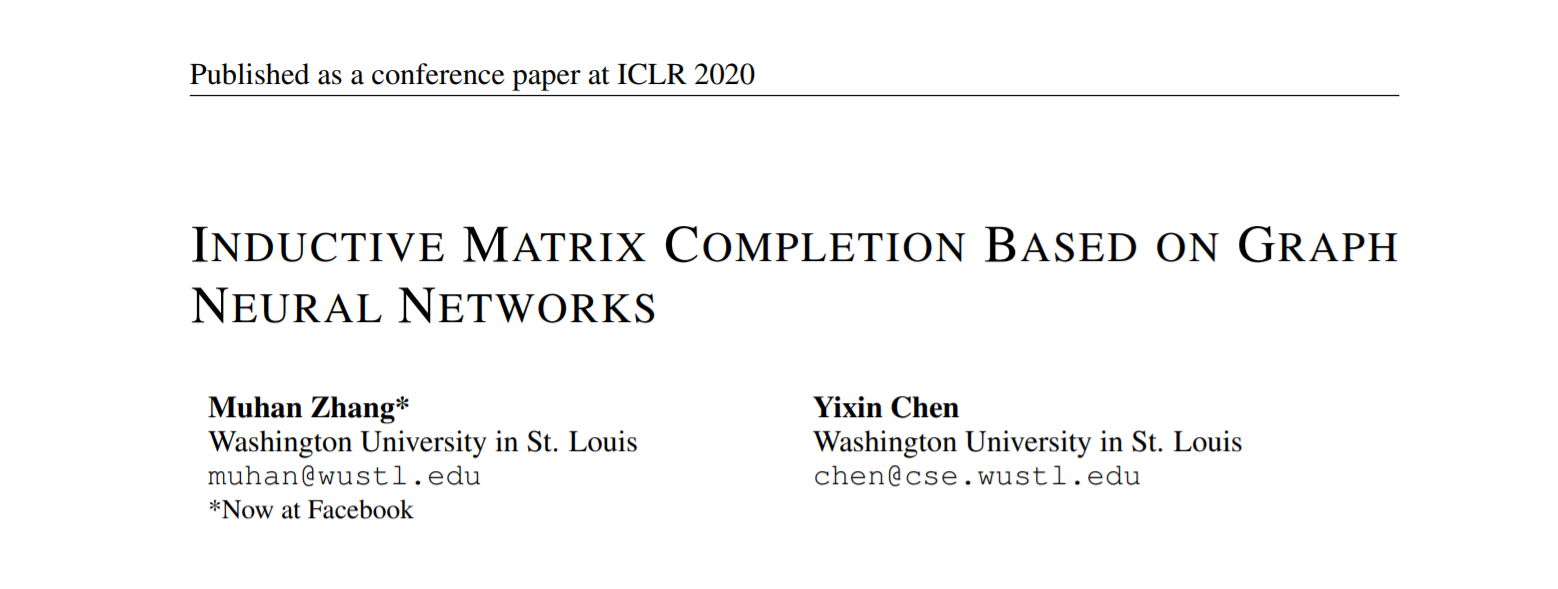 Published as a conference paper at ICLR 2020
INDUCTIVE MATRIX COMPLETION BASED ON GRAPH
NEURAL NETWORKS
Muhan Zhang*
Washington University in St. Louis
muhan@wustl.edu
*Now at Facebook
Yixin Chen
Washington University in St. Louis
chen@cse.wustl.edu